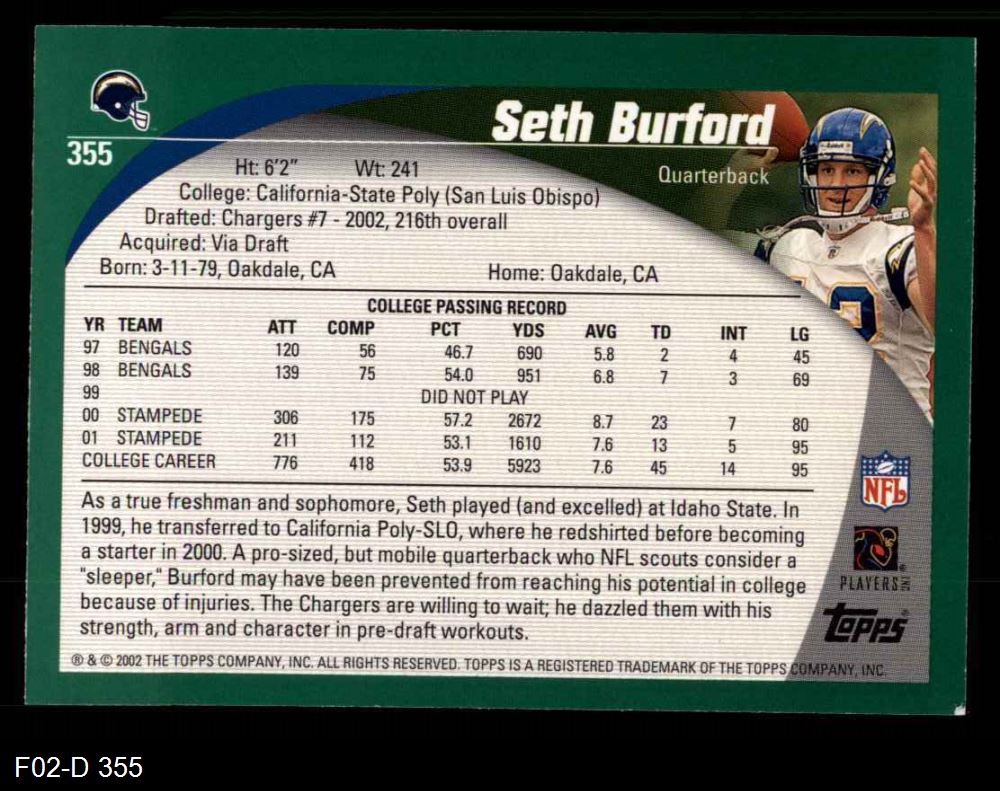 Seth Burford
355
Quarterback
Ht: 6'2" Wt: 241
College: California-State Poly (San Luis Obispo)
Drafted: Chargers #7 - 2002, 216th overall
Acquired: Via Draft
Born: 3-11-79, Oakdale, CA Home: Oakdale, CA
COLLEGE PASSING RECORD
YR TEAM ATT COMP PCT YDS AVG TD INT LG
97 BENGALS 120 56 46.7 690 5.8 2 4 45
98 BENGALS 139 75 54.0 951 6.8 7 3 69
99 DID NOT PLAY
00 STAMPEDE 306 175 57.2 2672 8.7 23 7 80
01 STAMPEDE 211 112 53.1 1610 7.6 13 5 95
COLLEGE CAREER 776 418 53.9 5923 7.6 45 14 95
As a true freshman and sophomore, Seth played (and excelled) at Idaho State. In
1999, he transferred to California Poly-SLO, where he redshirted before becoming
a starter in 2000. A pro-sized, but mobile quarterback who NFL scouts consider a
"sleeper," Burford may have been prevented from reaching his potential in college
because of injuries. The Chargers are willing to wait; he dazzled them with his
strength, arm and character in pre-draft workouts.
NFL
PLAYERS INC
Topps®
® & © 2002 THE TOPPS COMPANY, INC. ALL RIGHTS RESERVED. TOPPS IS A REGISTERED TRADEMARK OF THE TOPPS COMPANY, INC.
F02-D 355